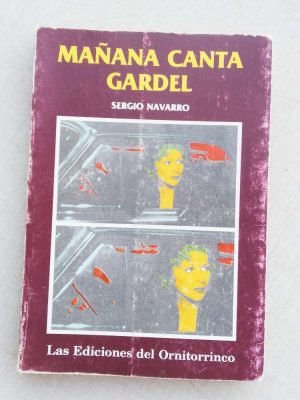 MAÑANA CANTA
GARDEL
SERGIO NAVARRO
Las Ediciones del Ornitorrinco